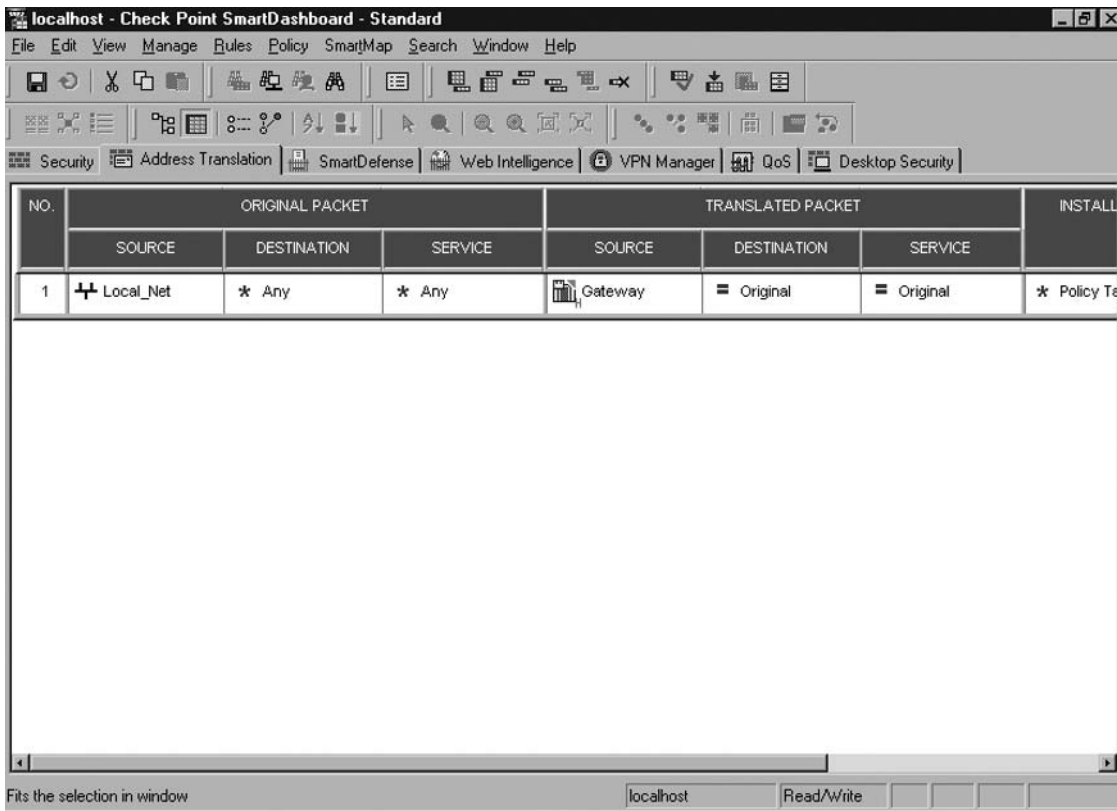 localhost - Check Point SmartDashboard - Standard
File Edit View Manage Rules Policy SmartMap Search Window Help
Security Address Translation SmartDefense Web Intelligence VPN Manager QoS Desktop Security
NO. ORIGINAL PACKET TRANSLATED PACKET INSTALL
SOURCE DESTINATION SERVICE SOURCE DESTINATION SERVICE
1 Local_Net * Any * Any H Gateway = Original = Original * Policy Ta
Fits the selection in window localhost Read/Write